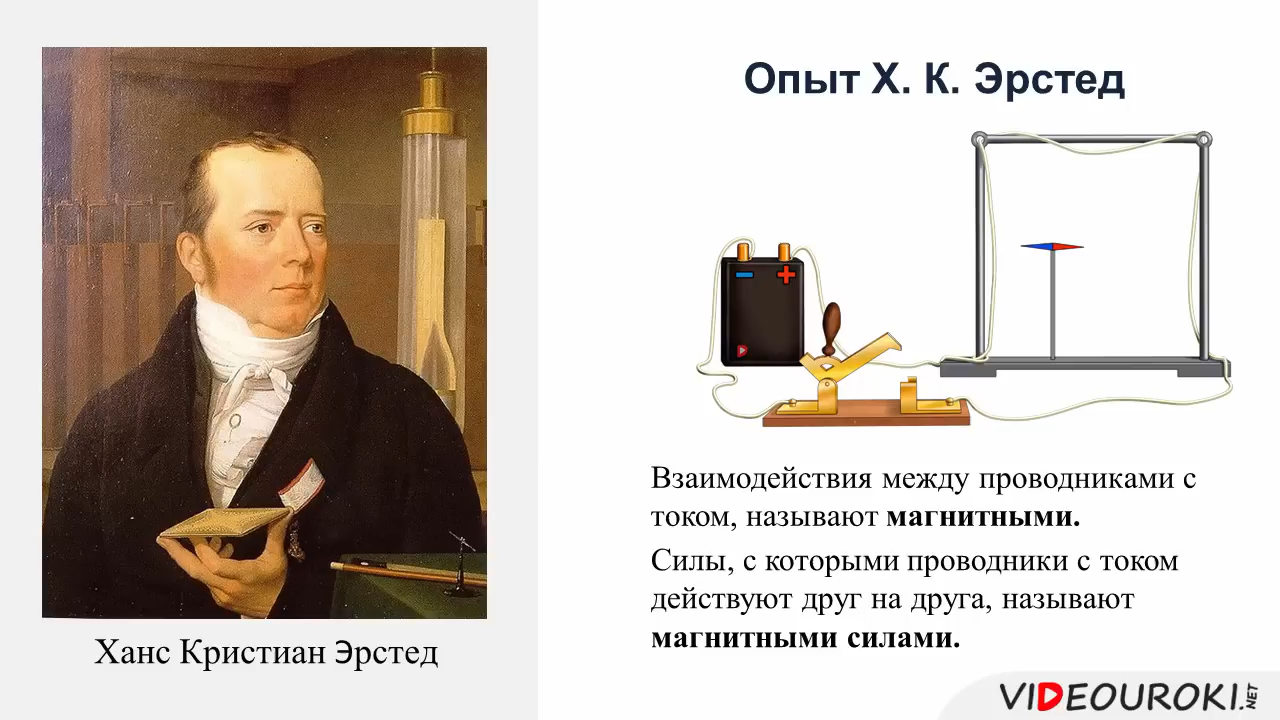 Опыт Х. К. Эрстед
Взаимодействия между проводниками с
током, называют магнитными.
Силы, с которыми проводники с током
действуют друг на друга, называют
магнитными силами.
Ханс Кристиан Эрстед
VIDEOUROKI.NET